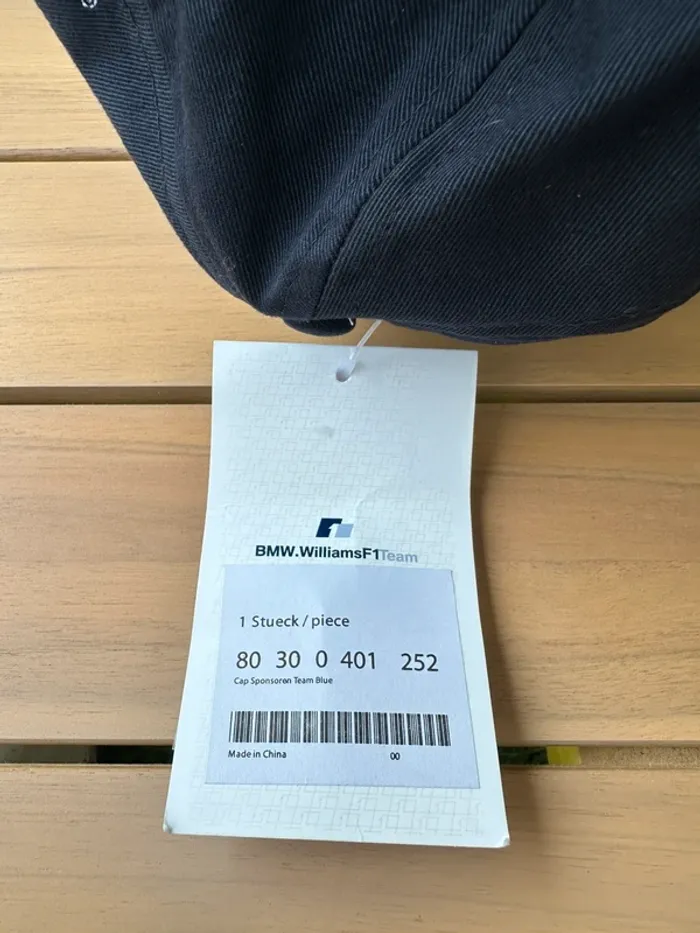 BMW.WilliamsF1Team
1 Stueck / piece
80 30 0 401 252
Cap Sponsoren Team Blue
Made in China 00